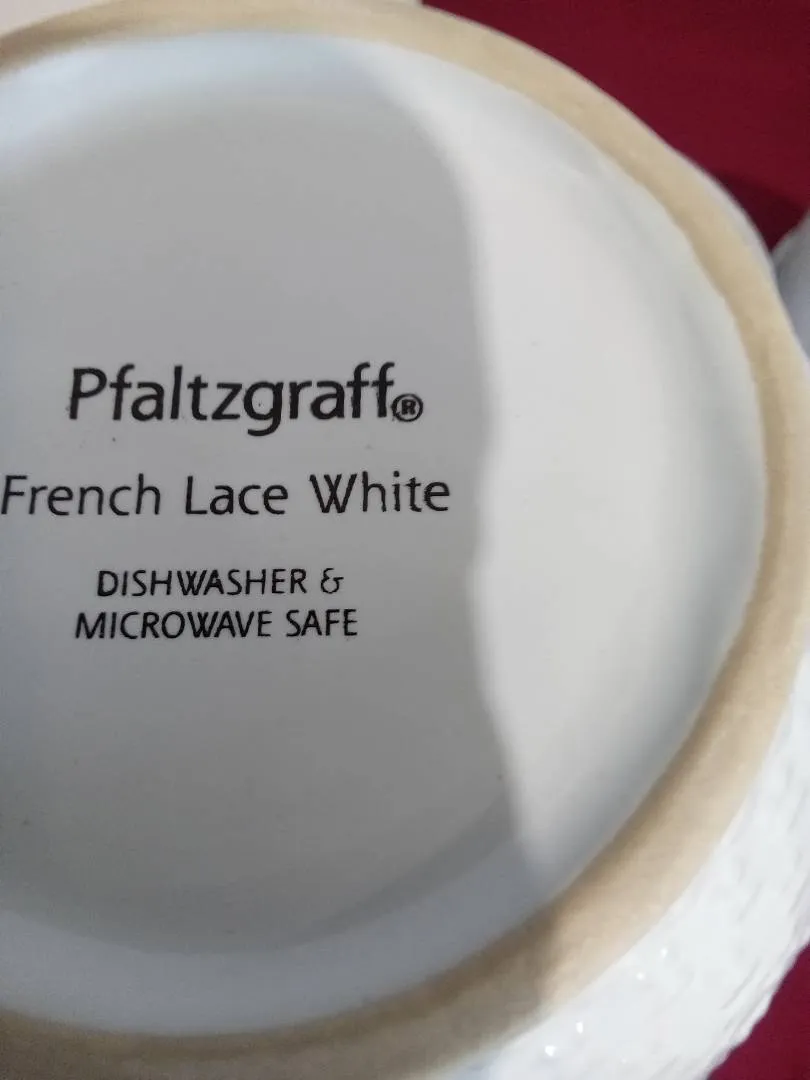 Pfaltzgraff®
French Lace White
DISHWASHER &
MICROWAVE SAFE